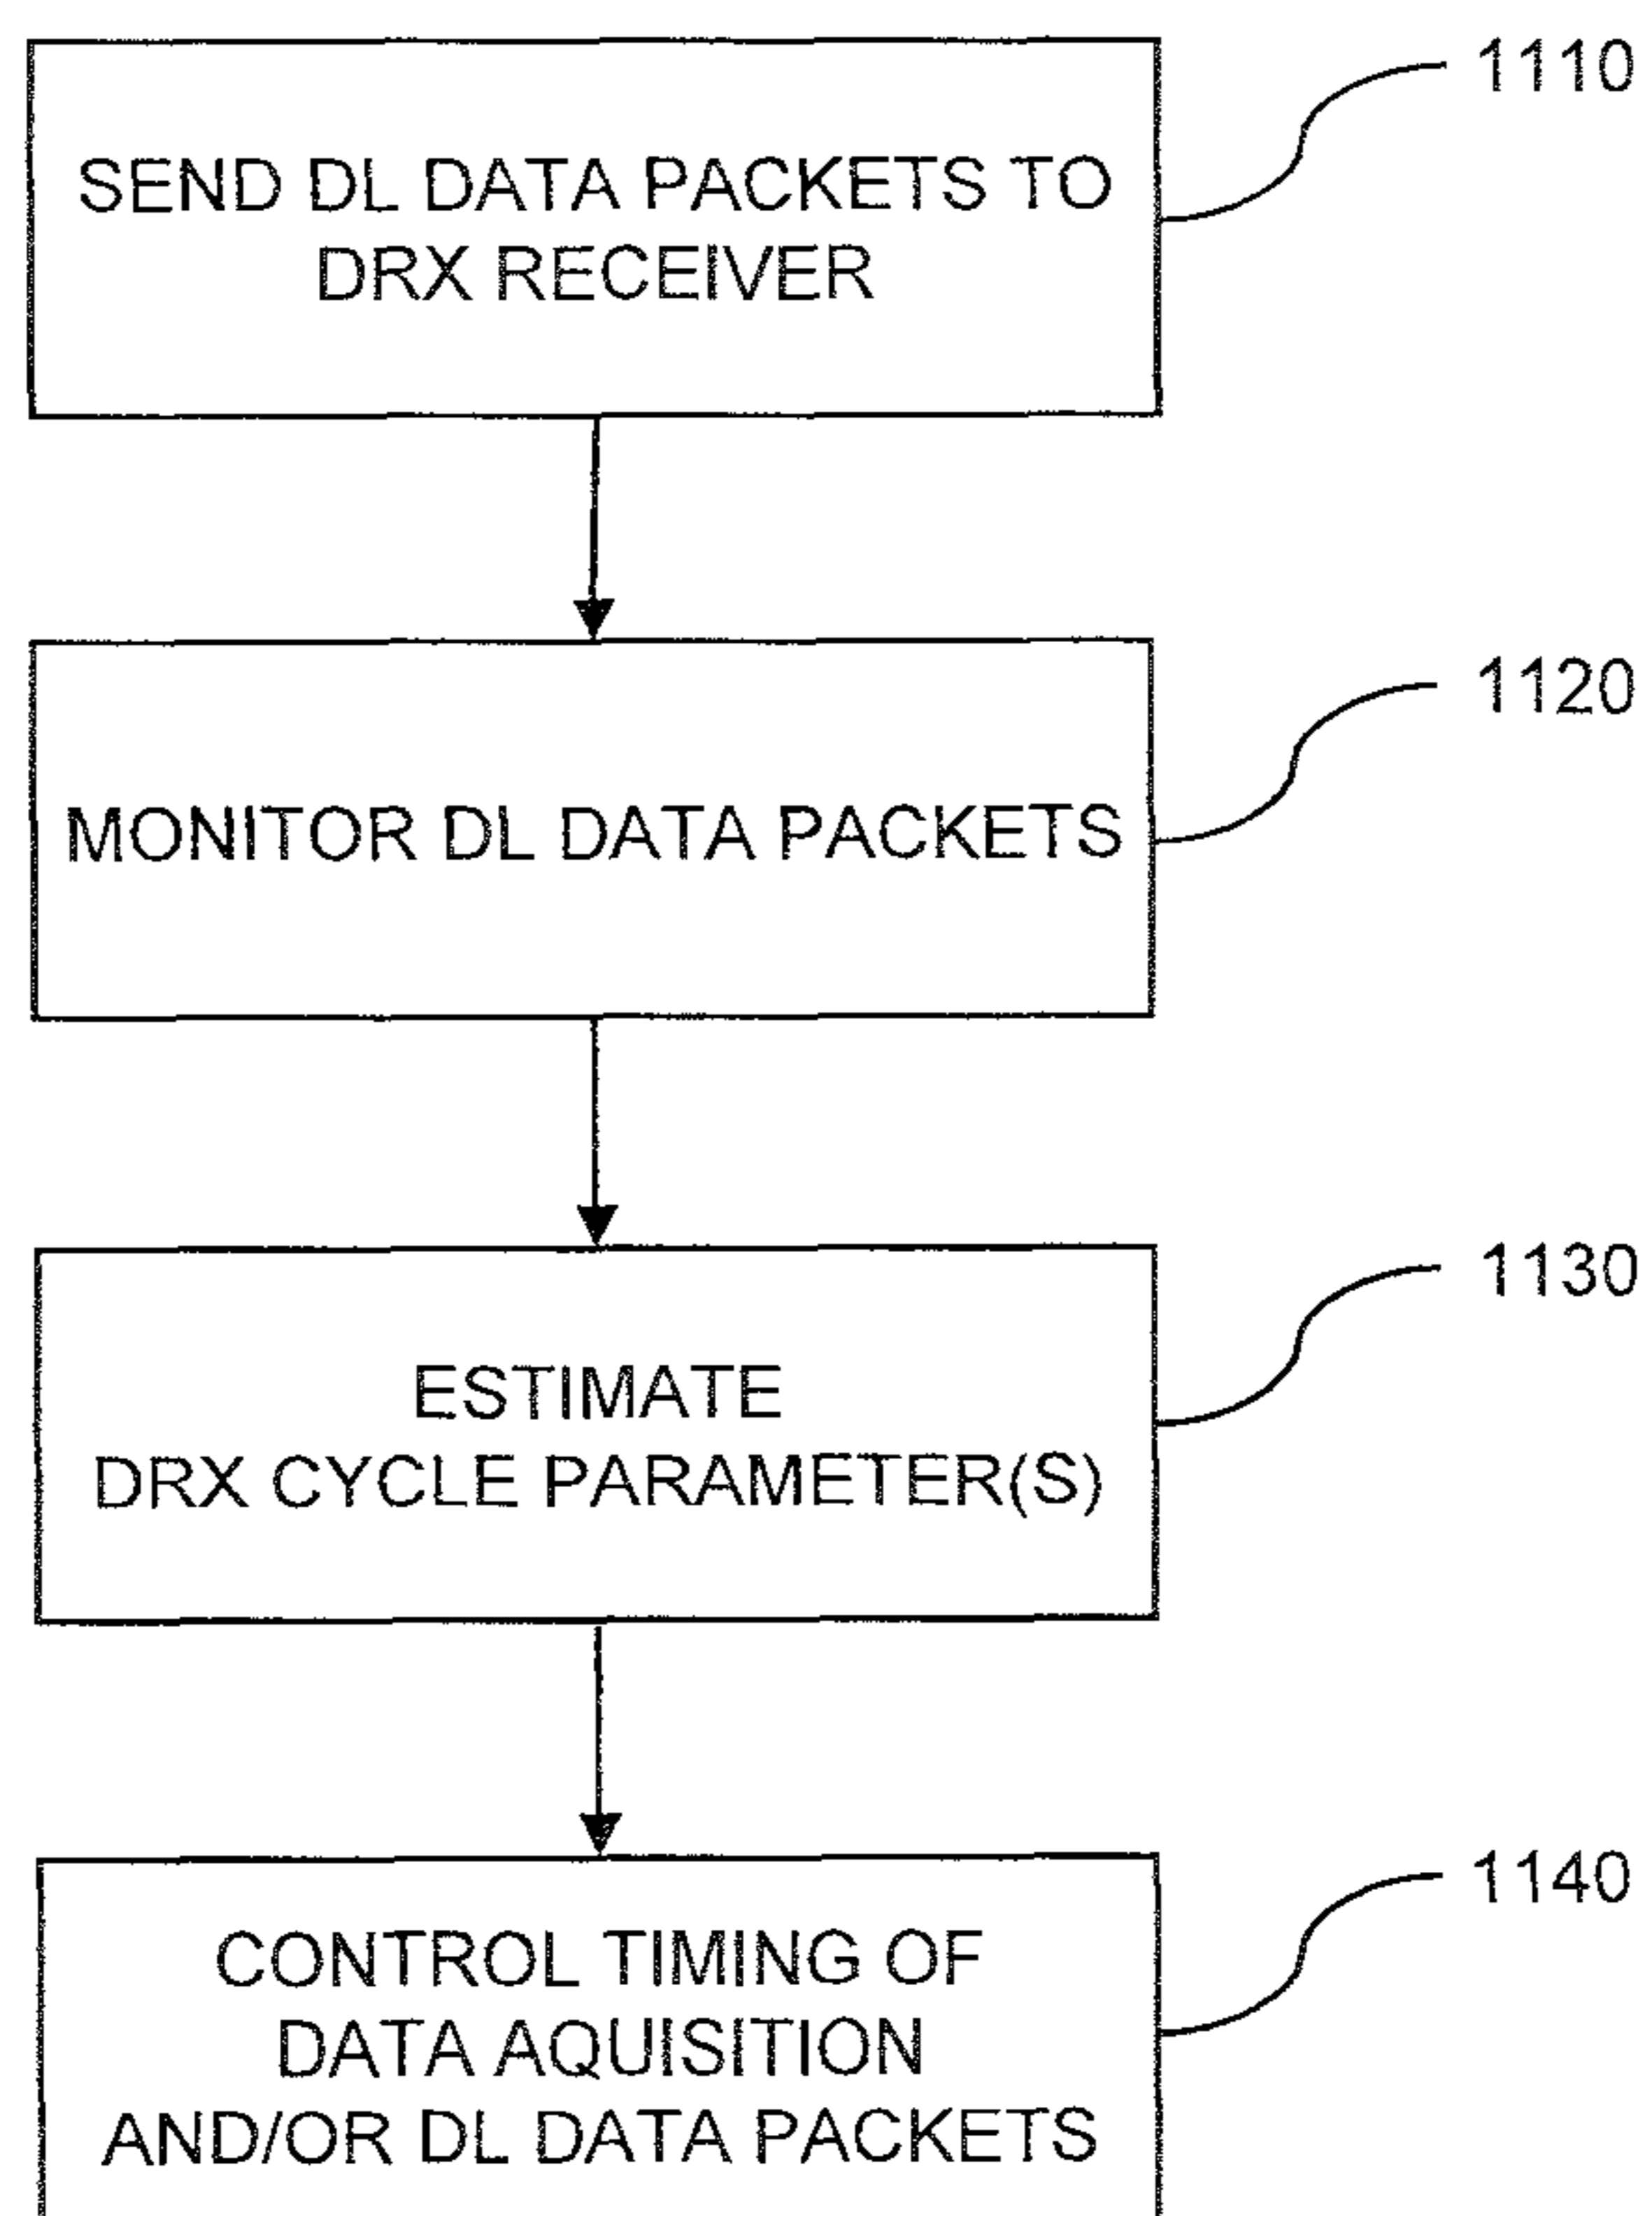 1110
SEND DL DATA PACKETS TO
DRX RECEIVER
1120
MONITOR DL DATA PACKETS
1130
ESTIMATE
DRX CYCLE PARAMETER(S)
1140
CONTROL TIMING OF
DATA AQUISITION
AND/OR DL DATA PACKETS